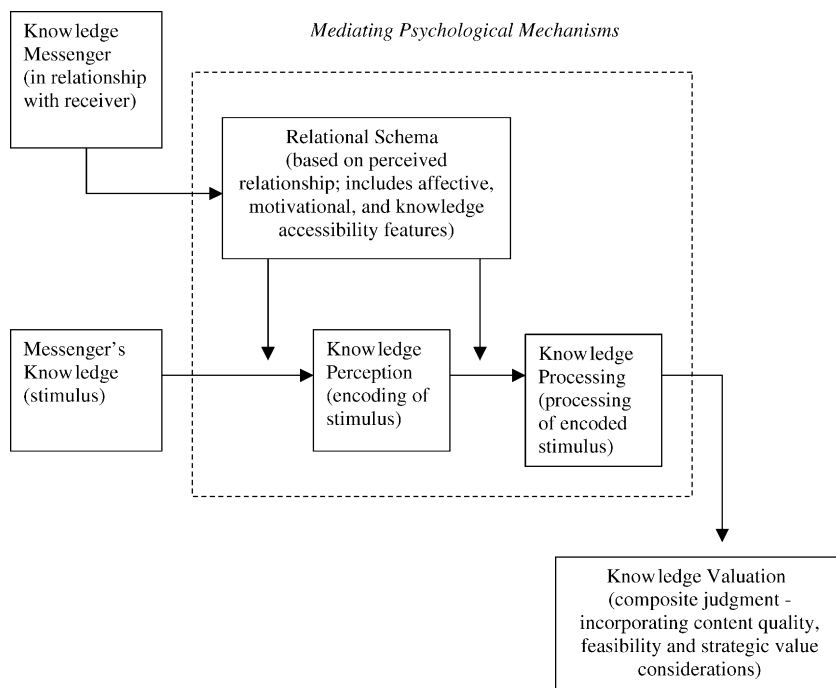 Knowledge
Messenger
(in relationship
with receiver)
Mediating Psychological Mechanisms
Relational Schema
(based on perceived
relationship; includes affective,
motivational, and knowledge
accessibility features)
Messenger's
Knowledge
(stimulus)
Knowledge
Perception
(encoding of
stimulus)
Knowledge
Processing
(processing
of encoded
stimulus)
Knowledge Valuation
(composite judgment -
incorporating content quality,
feasibility and strategic value
considerations)